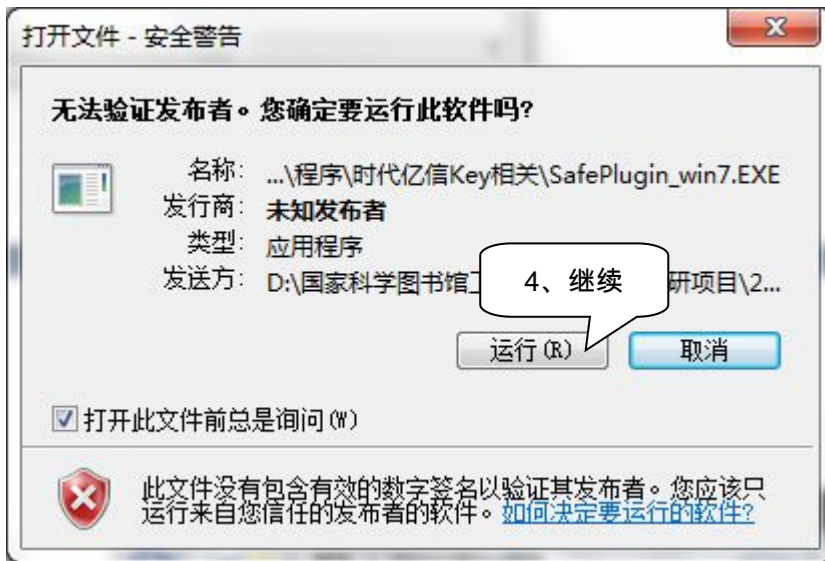 打开文件 - 安全警告
无法验证发布者。您确定要运行此软件吗?
名称: ...\程序\时代亿信Key相关\SafePlugin_win7.EXE
发行商: 未知发布者
类型: 应用程序
发送方: D:\国家科学图书馆 研项目\2...
4、继续
运行(R) 取消
打开此文件前总是询问(W)
此文件没有包含有效的数字签名以验证其发布者。您应该只
运行来自您信任的发布者的软件。如何决定要运行的软件?